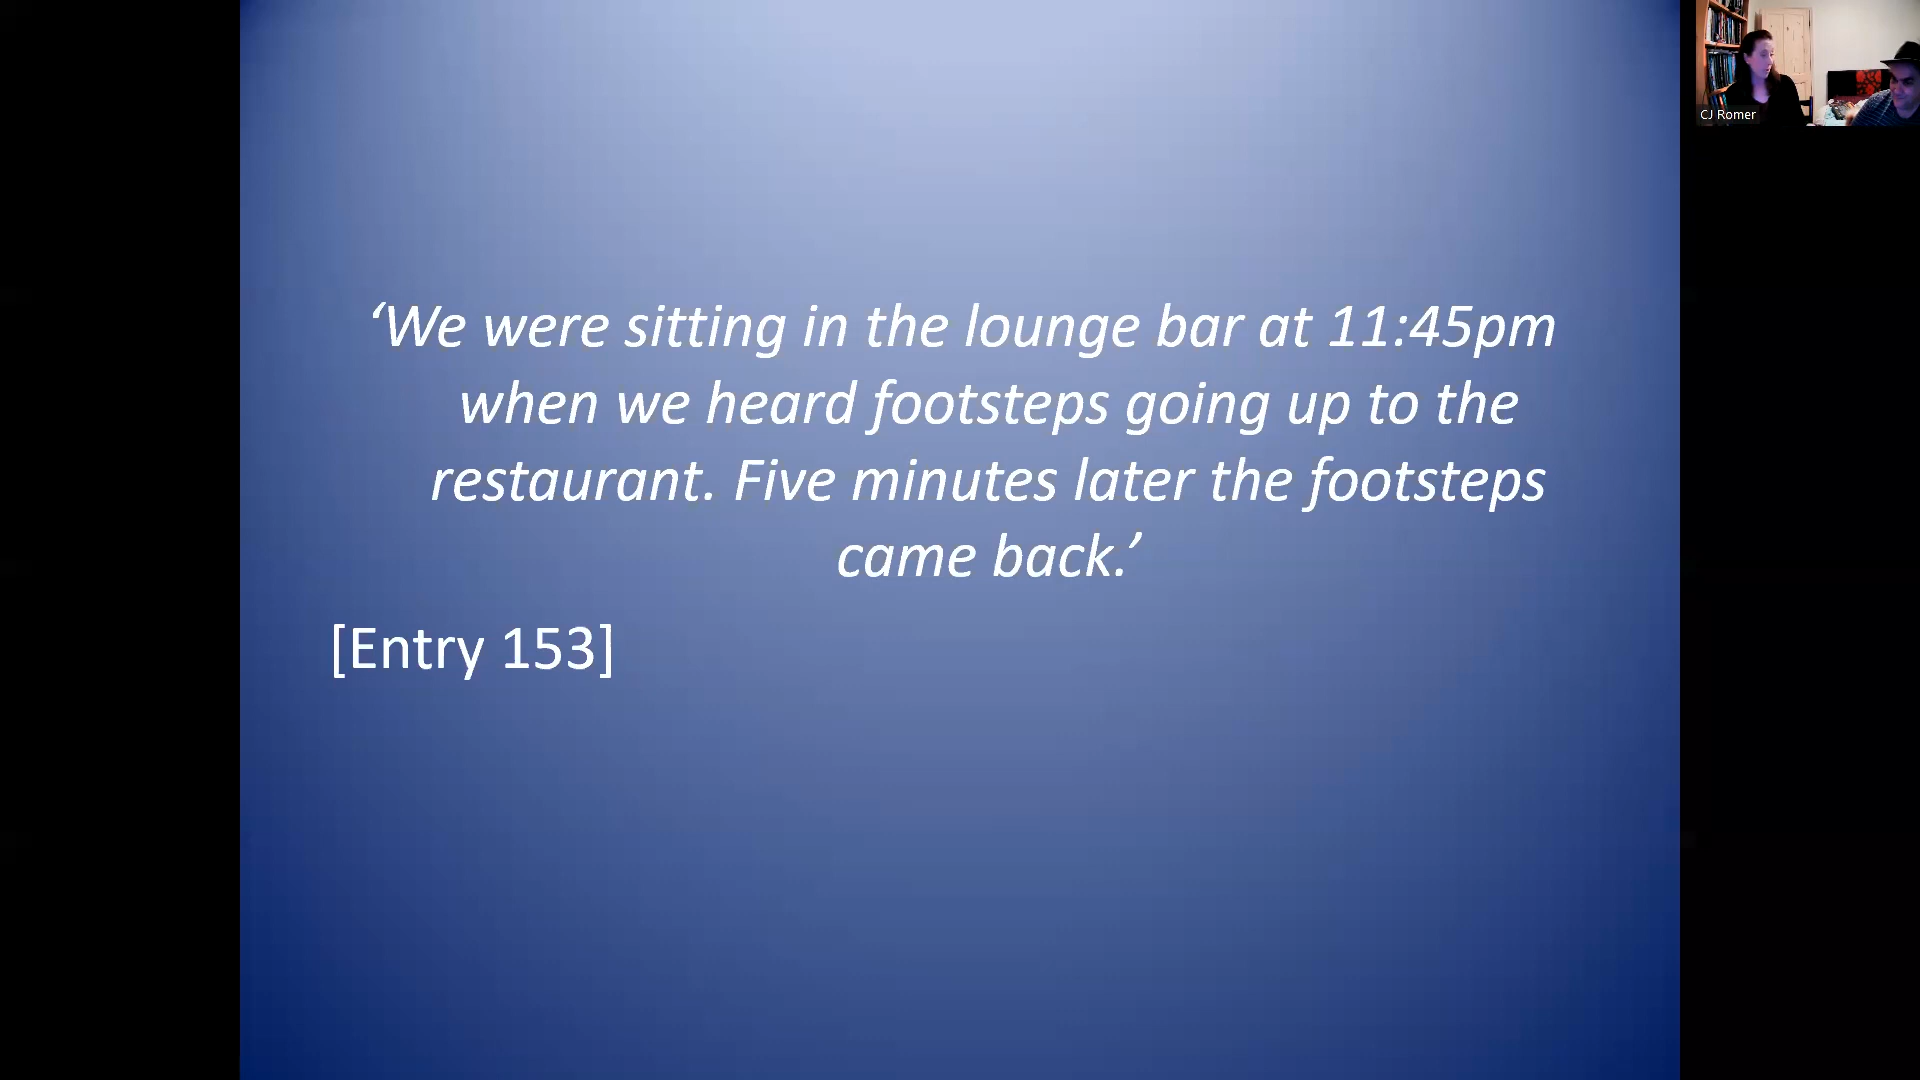 ‘We were sitting in the lounge bar at 11:45pm
when we heard footsteps going up to the
restaurant. Five minutes later the footsteps
came back.’
[Entry 153]
CJ Romer